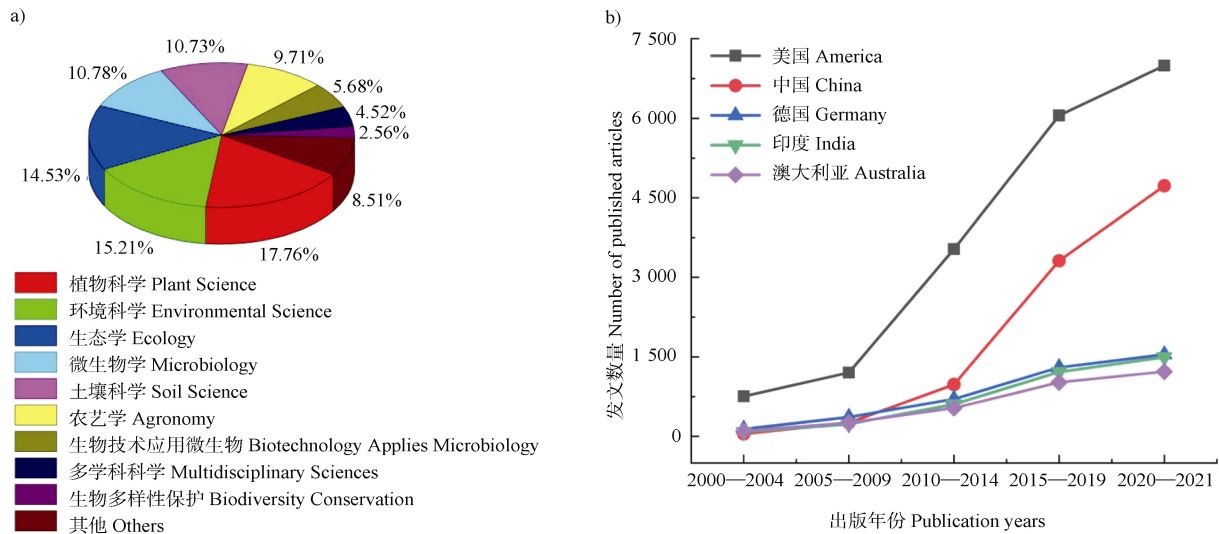 a)
10.73%
9.71%
10.78%
5.68%
4.52%
2.56%
14.53%
8.51%
15.21%
17.76%
植物科学 Plant Science
环境科学 Environmental Science
生态学 Ecology
微生物学 Microbiology
土壤科学 Soil Science
农艺学 Agronomy
生物技术应用微生物 Biotechnology Applies Microbiology
多学科科学 Multidisciplinary Sciences
生物多样性保护 Biodiversity Conservation
其他 Others
b)
发文数量 Number of published articles
7 500
6 000
4 500
3 000
1 500
0
美国 America
中国 China
德国 Germany
印度 India
澳大利亚 Australia
2000—2004 2005—2009 2010—2014 2015—2019 2020—2021
出版年份 Publication years